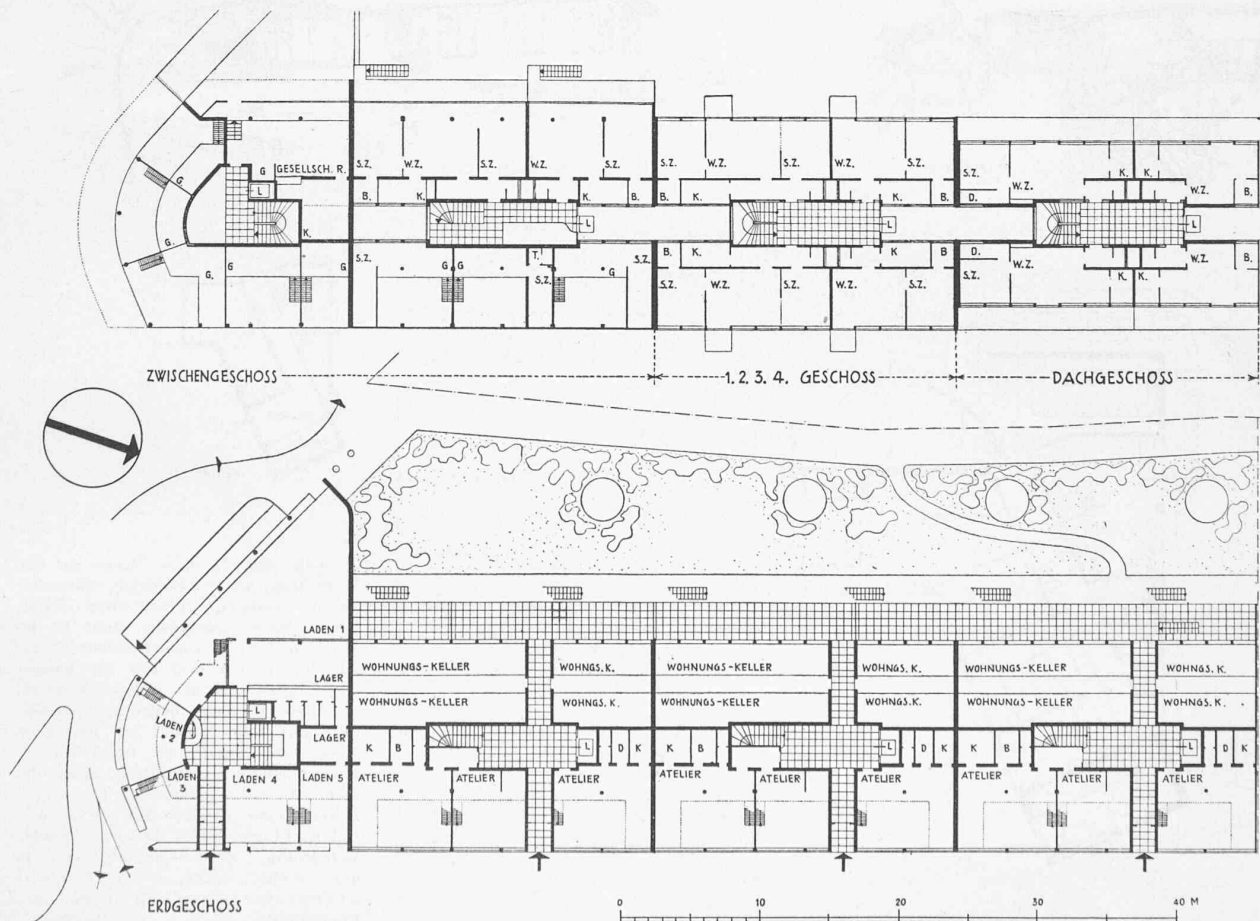 G GESELLSCH. R. S.Z. W.Z. S.Z. W.Z. S.Z. W.Z. S.Z. W.Z. S.Z. K. K.
S.Z. W.Z. W.Z.
G L B. K. K. B. B. K. K. B. D. B.
G. K. L L L
G. G G S.Z. G G T. S.Z. G S.Z. B. K. K B D.
S.Z. W.Z. S.Z. W.Z. S.Z. S.Z. W.Z. K. K. W.Z. B.
ZWISCHENGESCHOSS 1. 2. 3. 4. GESCHOSS DACHGESCHOSS
LADEN 1
LAGER WOHNUNGS-KELLER WOHNGS. K. WOHNUNGS-KELLER WOHNGS. K. WOHNUNGS-KELLER WOHNGS. K.
L WOHNUNGS-KELLER WOHNGS. K. WOHNUNGS-KELLER WOHNGS. K. WOHNUNGS-KELLER WOHNGS. K.
LADEN 2
LAGER K B L D K K B L D K K B L D K
LADEN 3 LADEN 4 LADEN 5 ATELIER ATELIER ATELIER ATELIER ATELIER ATELIER ATELIER ATELIER ATELIER
ERDGESCHOSS
0 10 20 30 40 M